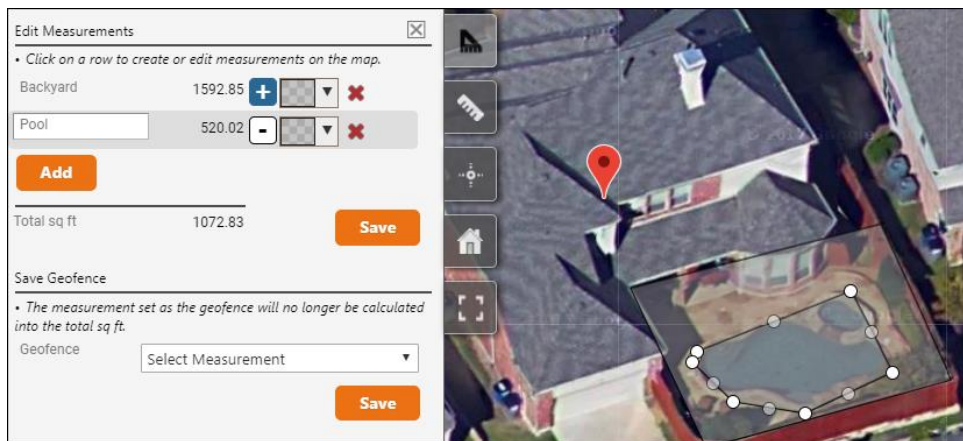 Edit Measurements
• Click on a row to create or edit measurements on the map.
Backyard 1592.85 +
Pool 520.02 -
Add
Total sq ft 1072.83 Save
Save Geofence
• The measurement set as the geofence will no longer be calculated
into the total sq ft.
Geofence Select Measurement
Save